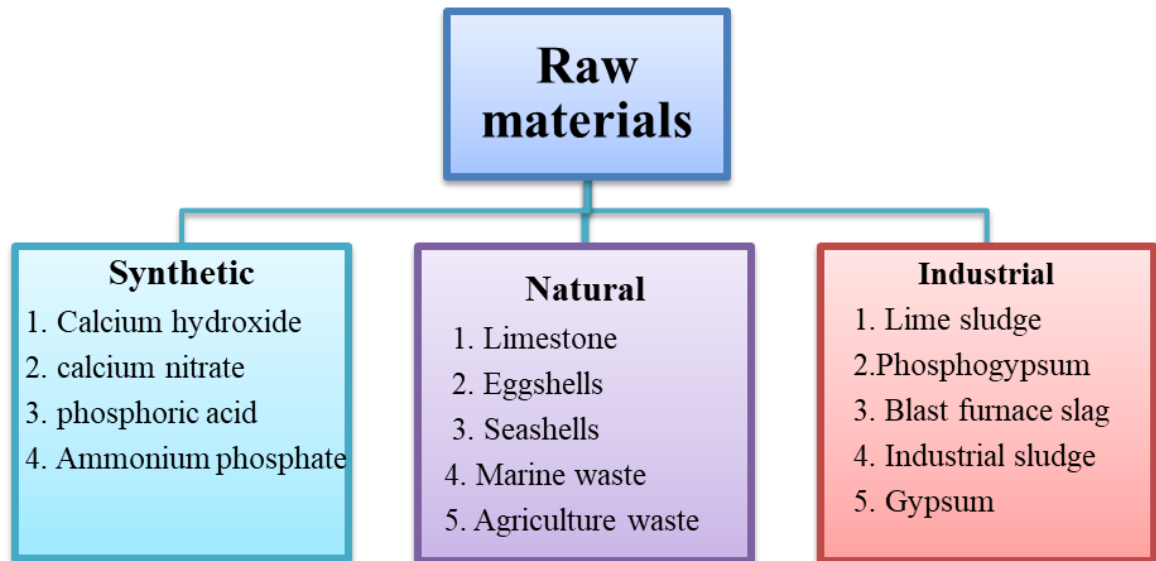 Raw
materials
Synthetic
1. Calcium hydroxide
2. calcium nitrate
3. phosphoric acid
4. Ammonium phosphate
Natural
1. Limestone
2. Eggshells
3. Seashells
4. Marine waste
5. Agriculture waste
Industrial
1. Lime sludge
2.Phosphogypsum
3. Blast furnace slag
4. Industrial sludge
5. Gypsum